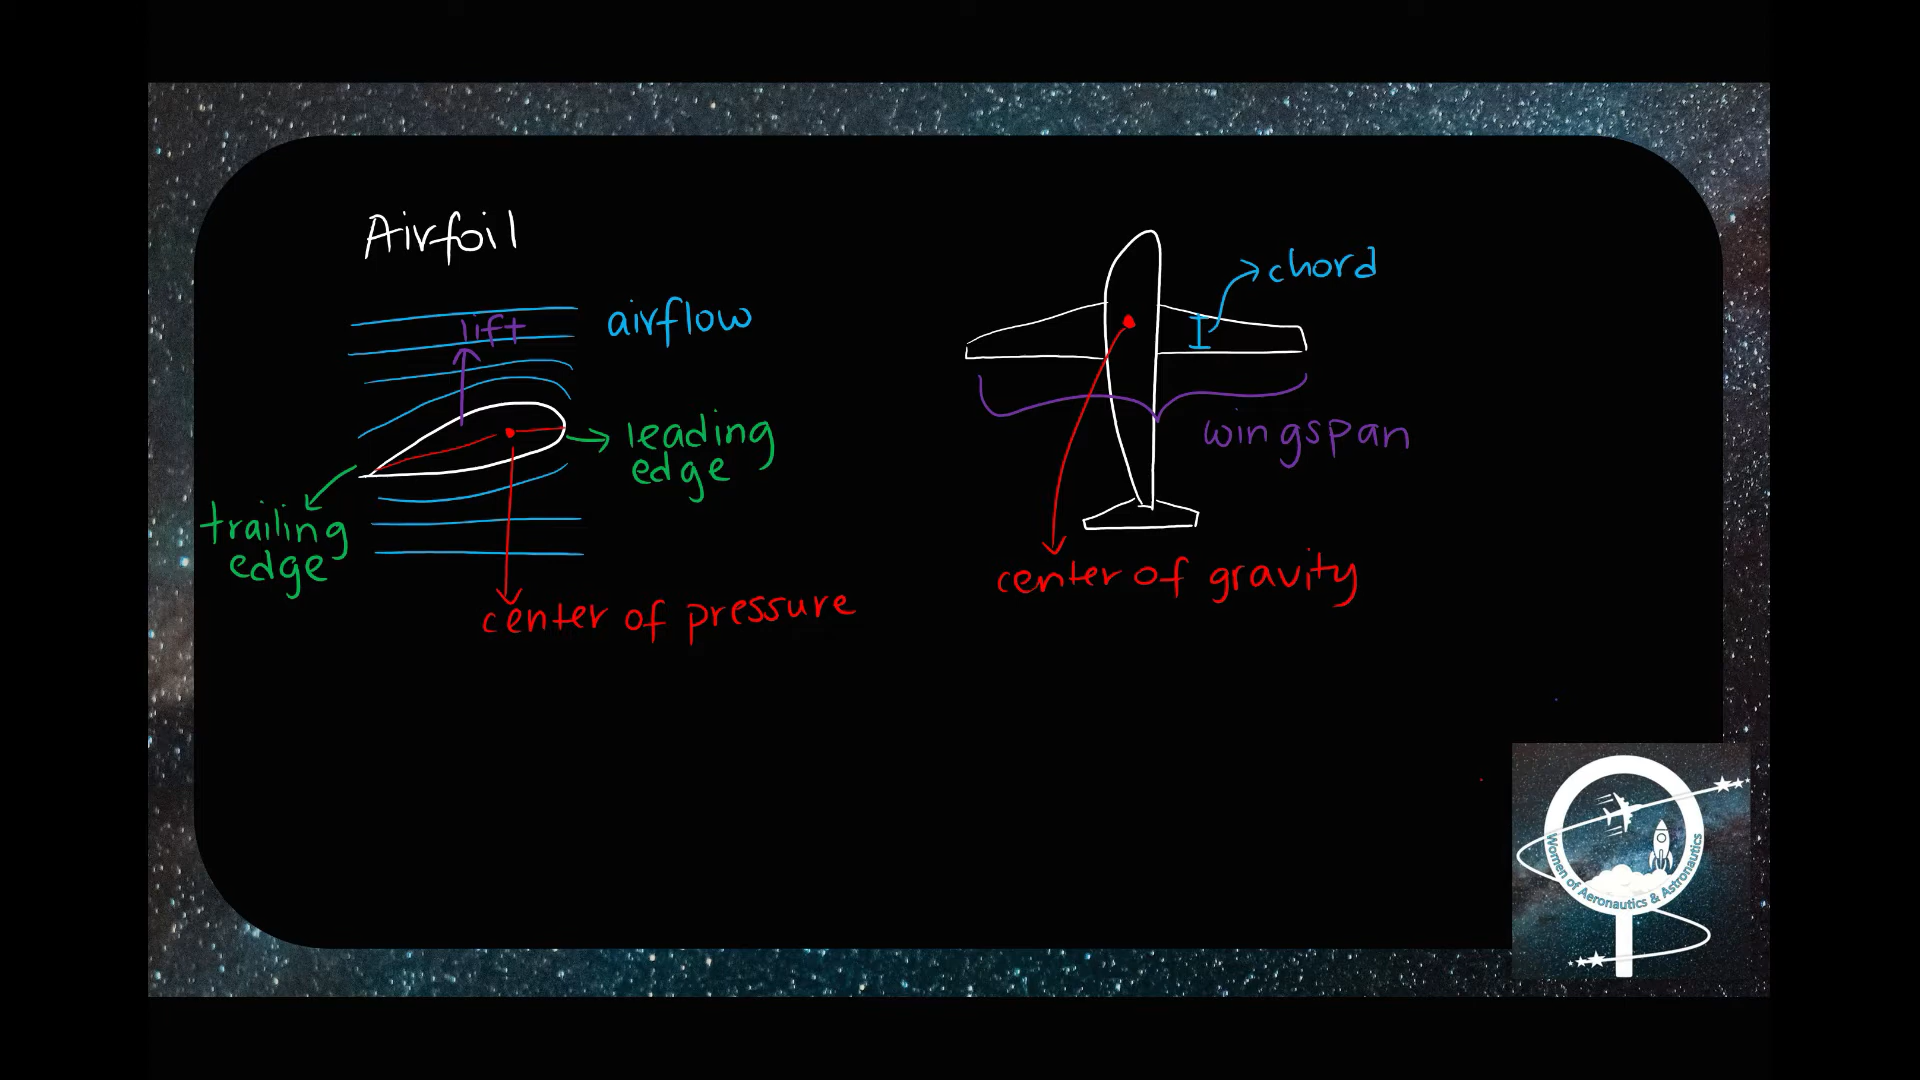 Airfoil
lift
airflow
leading
edge
trailing
edge
center of pressure
chord
wingspan
center of gravity
Women of Aeronautics & Astronautics